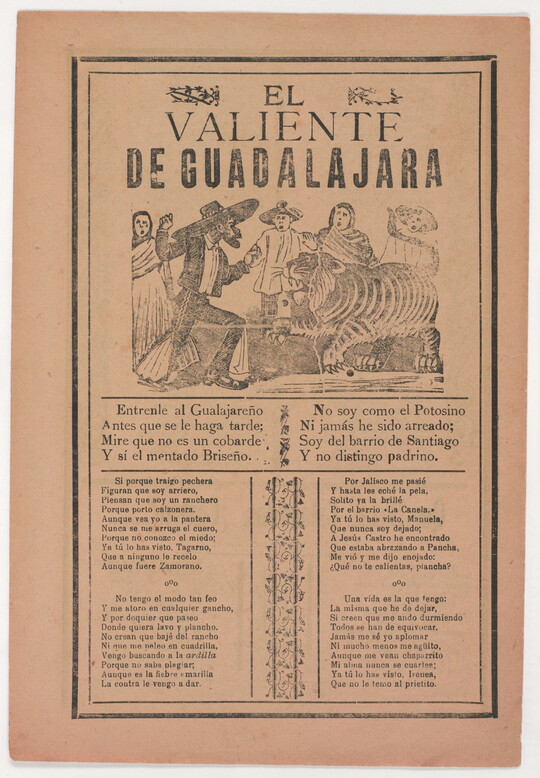 EL
VALIENTE
DE GUADALAJARA
Entrenle al Gualajareño
Antes que se le haga tarde;
Mire que no es un cobarde
Y sí el mentado Briseño.
No soy como el Potosino
Ni jamás he sido arreado;
Soy del barrio de Santiago
Y no distingo padrino.
Si porque traigo pechera
Figuran que soy arriero,
Piensan que soy un ranchero
Porque porto calzonera.
Aunque vea yo a la pantera
Nunca se me arruga el cuero,
Porque no conozco el miedo;
Ya tú lo has visto, Tagarno,
Que a ninguno le recelo
Aunque fuere Zamorano.
oºo
No tengo el modo tan feo
Y me atoro en cualquier gancho,
Y por doquier que paseo
Donde quiera lavo y plancho.
No crean que bajé del rancho
Ni que me peleo en cuadrilla,
Vengo buscando a la ardilla
Porque no sabe plagiar;
Aunque es la fiebre amarilla
La contra le vengo a dar.
Por Jalisco me pasié
Y hasta les eché la pela,
Solito ya la brillé
Por el barrio «La Canela.»
Ya tú lo has visto, Manuela,
Que nunca soy dejado;
A Jesús Castro he encontrado
Que estaba abrazando a Pancha,
Me vió y me dijo enojado:
¿Qué no te calientas, plancha?
oºo
Una vida es la que tengo:
La misma que he de dejar,
Si creen que me ando durmiendo
Todos se han de equivocar.
Jamás me sé yo aplomar
Ni mucho menos me agüito,
Aunque me vean chaparrito
Mi alma nunca se cuartea;
Ya tú lo has visto, Irenea,
Que no le temo al prietito.